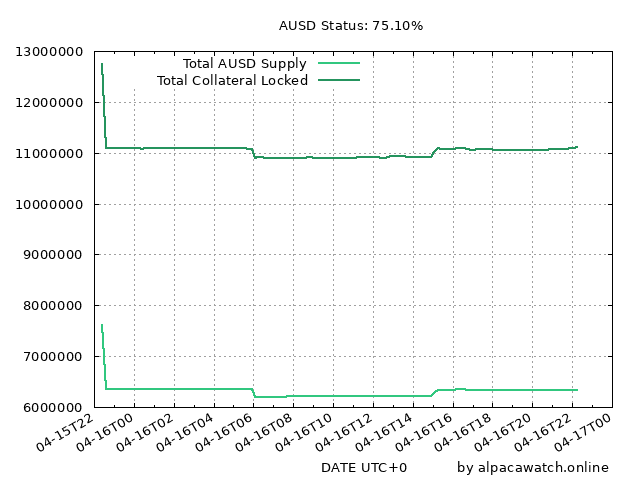 AUSD Status: 75.10%
13000000
Total AUSD Supply
Total Collateral Locked
12000000
11000000
10000000
9000000
8000000
7000000
6000000
04-15T22
04-16T00
04-16T02
04-16T04
04-16T06
04-16T08
04-16T10
04-16T12
04-16T14
04-16T16
04-16T18
04-16T20
04-16T22
04-17T00
DATE UTC+0
by alpacawatch.online